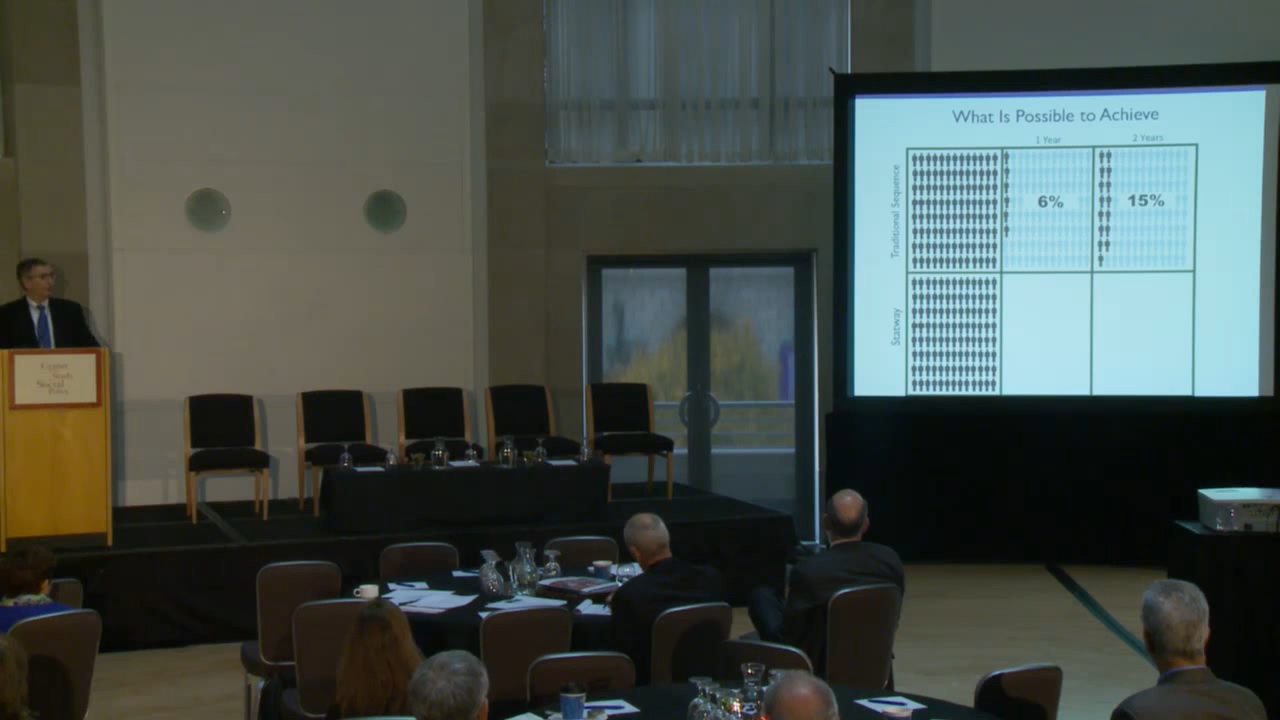 What Is Possible to Achieve
1 Year
2 Years
Traditional Sequence
6%
15%
Statway
Center
Study
Social
Policy